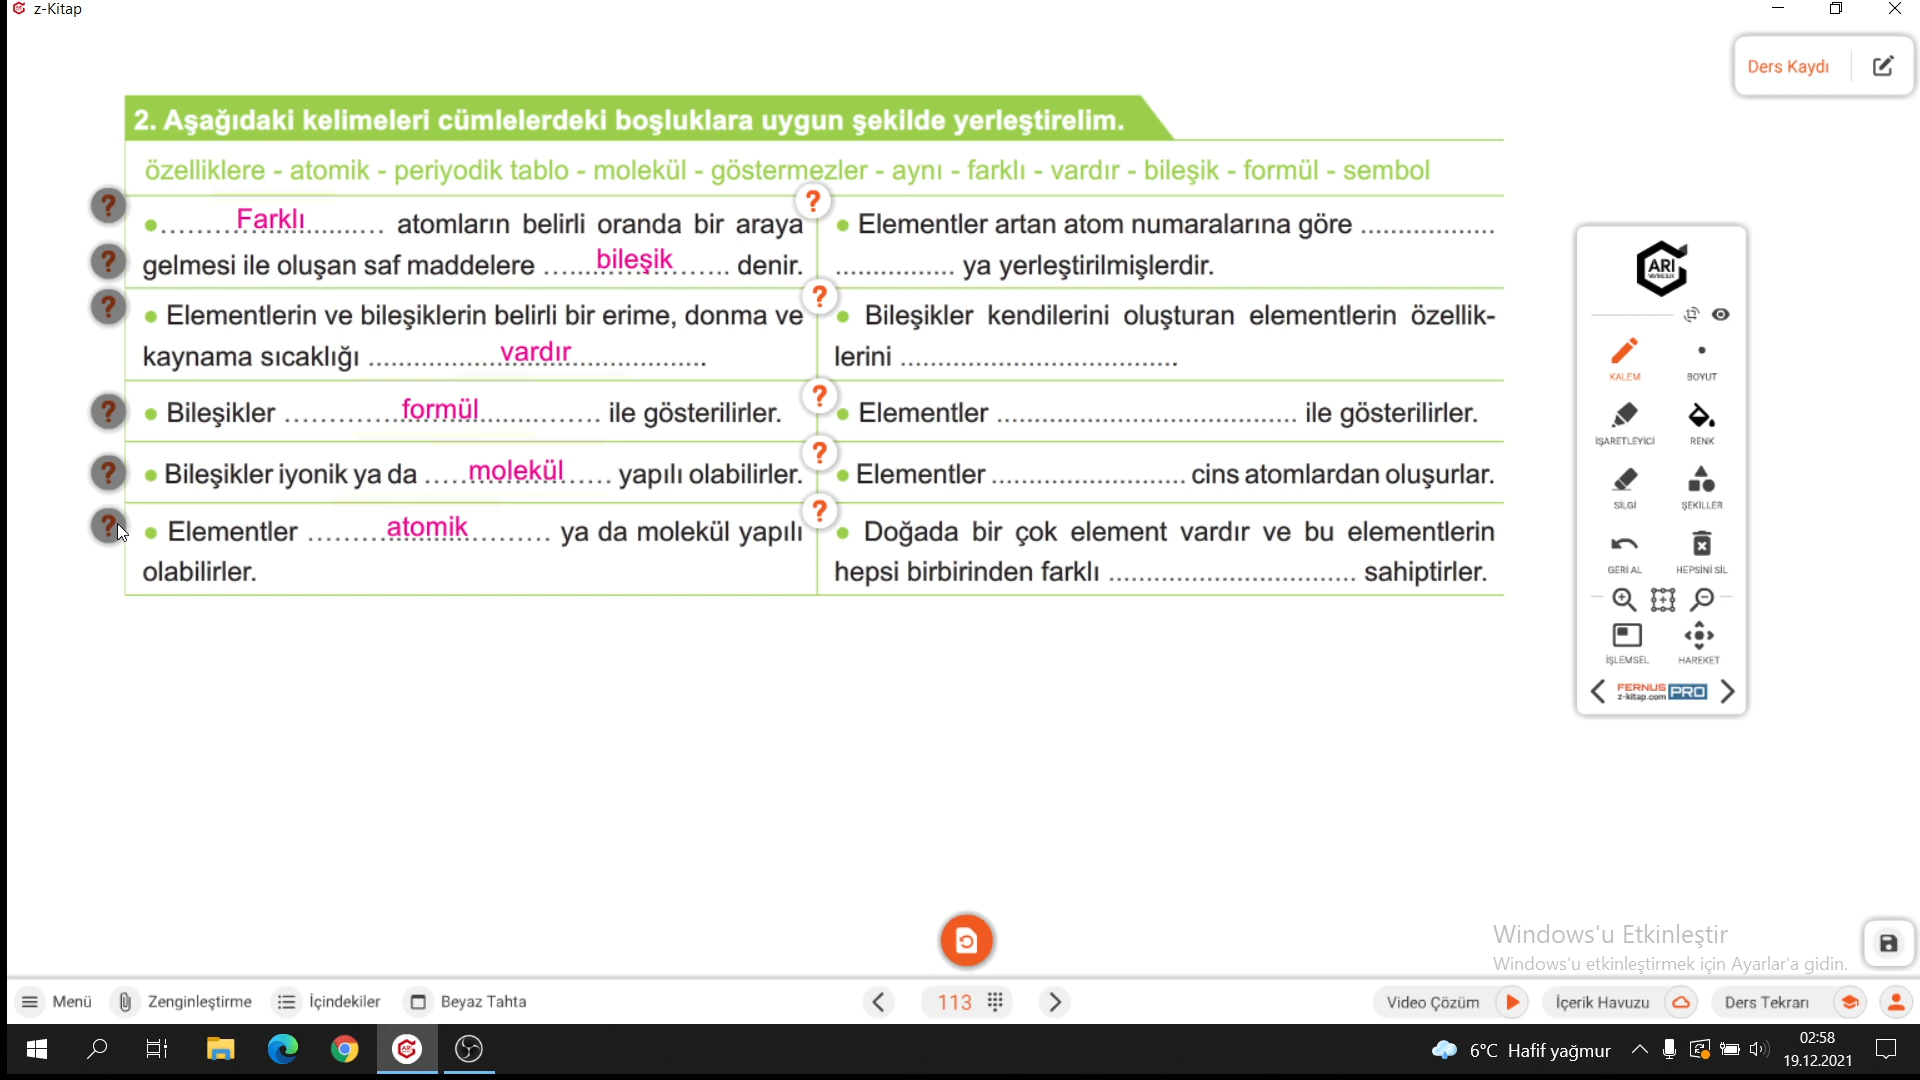 z-Kitap
Ders Kaydı
2. Aşağıdaki kelimeleri cümlelerdeki boşluklara uygun şekilde yerleştirelim.
özelliklere - atomik - periyodik tablo - molekül - göstermezler - aynı - farklı - vardır - bileşik - formül - sembol
● .........Farklı......... atomların belirli oranda bir araya
gelmesi ile oluşan saf maddelere ......bileşik...... denir.
● Elementlerin ve bileşiklerin belirli bir erime, donma ve
kaynama sıcaklığı .................vardır..................
● Bileşikler ............formül............ ile gösterilirler.
● Bileşikler iyonik ya da .....molekül..... yapılı olabilirler.
● Elementler .........atomik......... ya da molekül yapılı
olabilirler.
● Elementler artan atom numaralarına göre ..................
................ ya yerleştirilmişlerdir.
● Bileşikler kendilerini oluşturan elementlerin özellik-
lerini .....................................
● Elementler ........................................ ile gösterilirler.
● Elementler .......................... cins atomlardan oluşurlar.
● Doğada bir çok element vardır ve bu elementlerin
hepsi birbirinden farklı ................................. sahiptirler.
ARI
YAYINCILIK
KALEM BOYUT
İŞARETLEYİCİ RENK
SİLGİ ŞEKİLLER
GERİ AL HEPSİNİ SİL
İŞLEMSEL HAREKET
FERNUS
z-kitap.com PRO
Windows'u Etkinleştir
Windows'u etkinleştirmek için Ayarlar'a gidin.
Menü Zenginleştirme İçindekiler Beyaz Tahta 113 Video Çözüm İçerik Havuzu Ders Tekrarı
6°C Hafif yağmur 02:58
19.12.2021